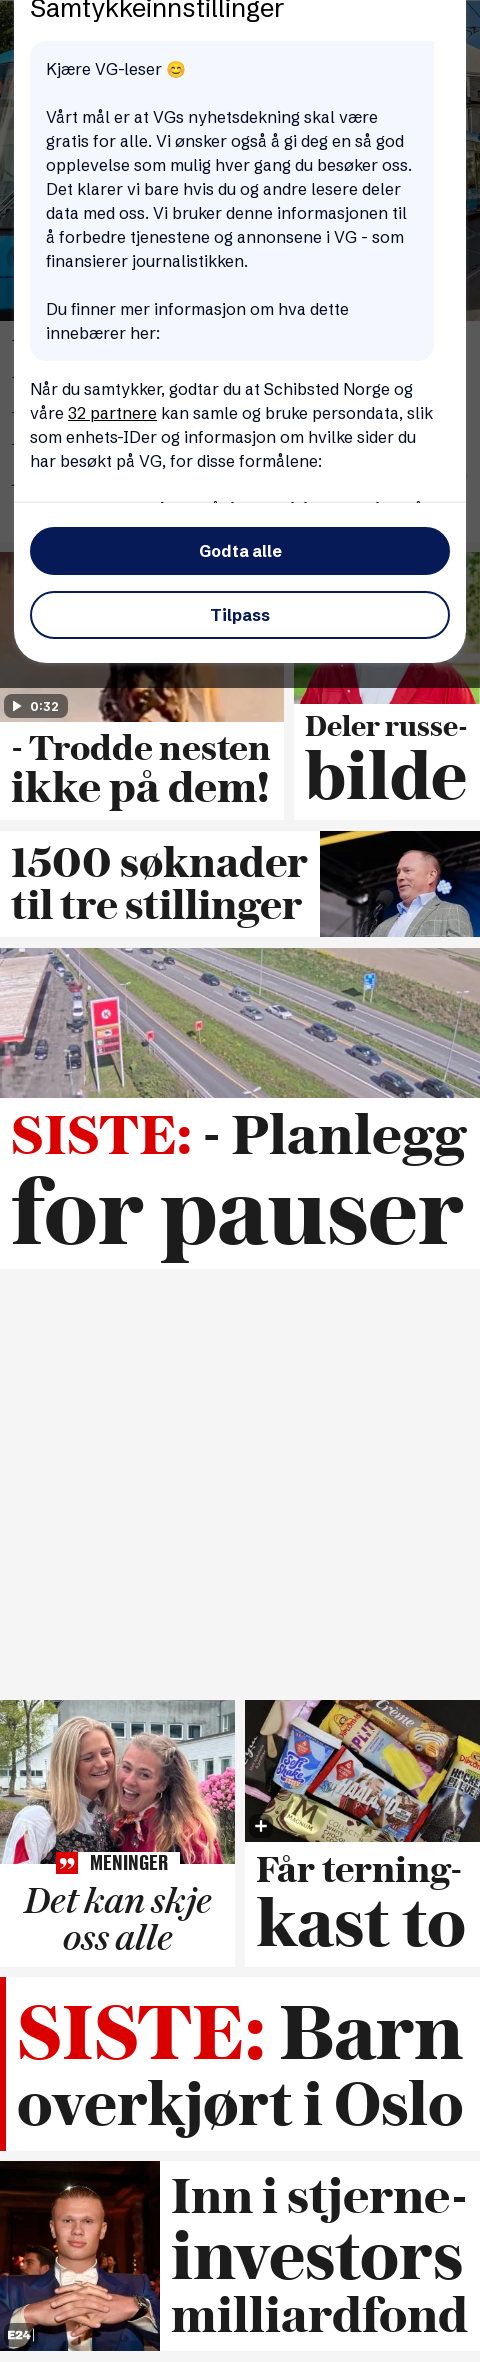 Samtykkeinnstillinger
Kjære VG-leser 😊
Vårt mål er at VGs nyhetsdekning skal være
gratis for alle. Vi ønsker også å gi deg en så god
opplevelse som mulig hver gang du besøker oss.
Det klarer vi bare hvis du og andre lesere deler
data med oss. Vi bruker denne informasjonen til
å forbedre tjenestene og annonsene i VG - som
finansierer journalistikken.
Du finner mer informasjon om hva dette
innebærer her:
Når du samtykker, godtar du at Schibsted Norge og
våre 32 partnere kan samle og bruke persondata, slik
som enhets-IDer og informasjon om hvilke sider du
har besøkt på VG, for disse formålene:
Godta alle
Tilpass
0:32
- Trodde nesten
ikke på dem!
Deler russe-
bilde
1500 søknader
til tre stillinger
SISTE: - Planlegg
for pauser
MENINGER
Det kan skje
oss alle
Får terning-
kast to
SISTE: Barn
overkjørt i Oslo
E24
Inn i stjerne-
investors
milliardfond